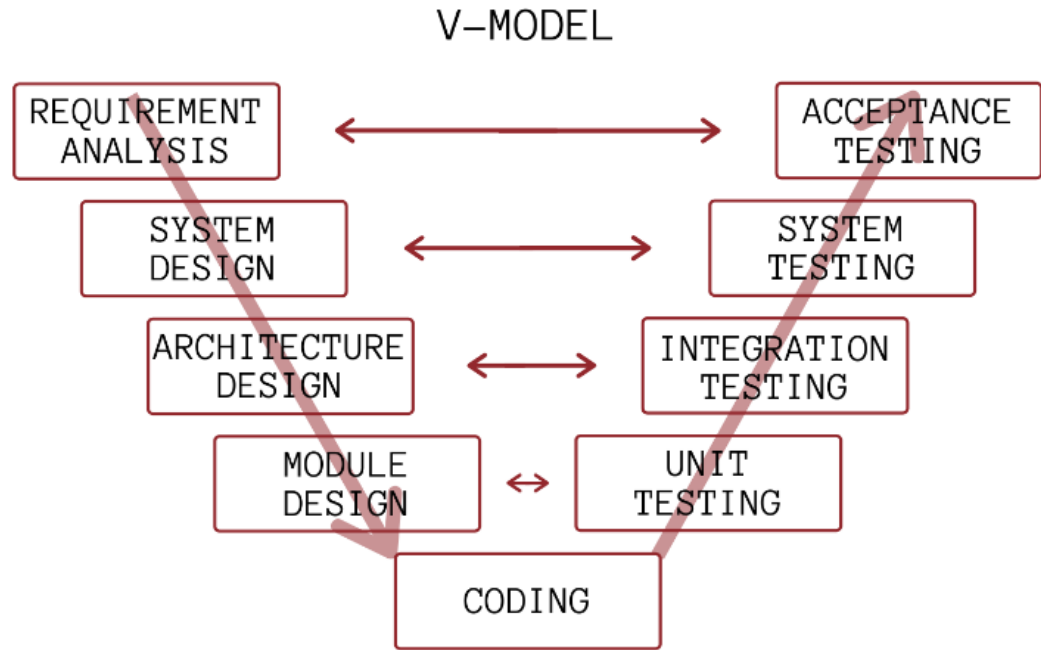 V-MODEL
REQUIREMENT
ANALYSIS
ACCEPTANCE
TESTING
SYSTEM
DESIGN
SYSTEM
TESTING
ARCHITECTURE
DESIGN
INTEGRATION
TESTING
MODULE
DESIGN
UNIT
TESTING
CODING